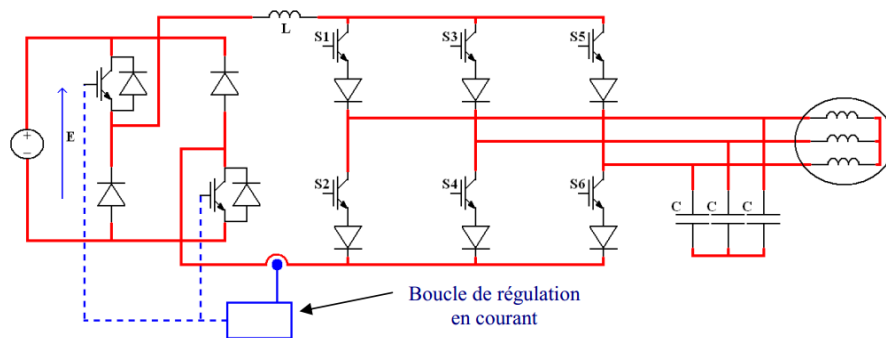 L
S1
S3
S5
E
S2
S4
S6
C
C
C
Boucle de régulation
en courant